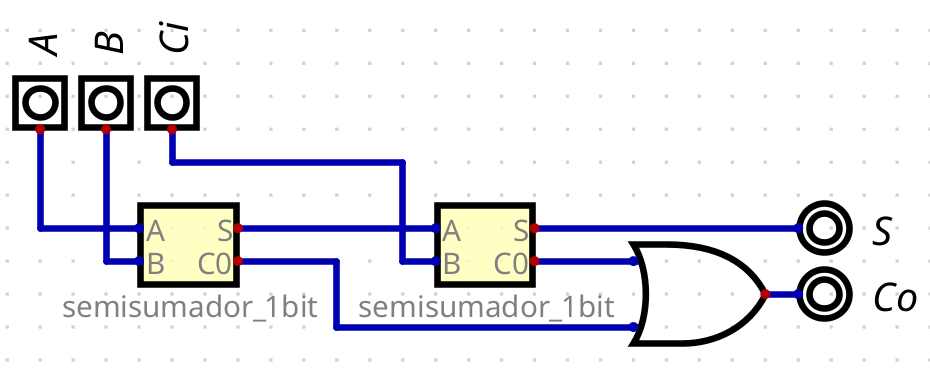 A B Ci
A S A S S
B C0 B C0
semisumador_1bit semisumador_1bit Co